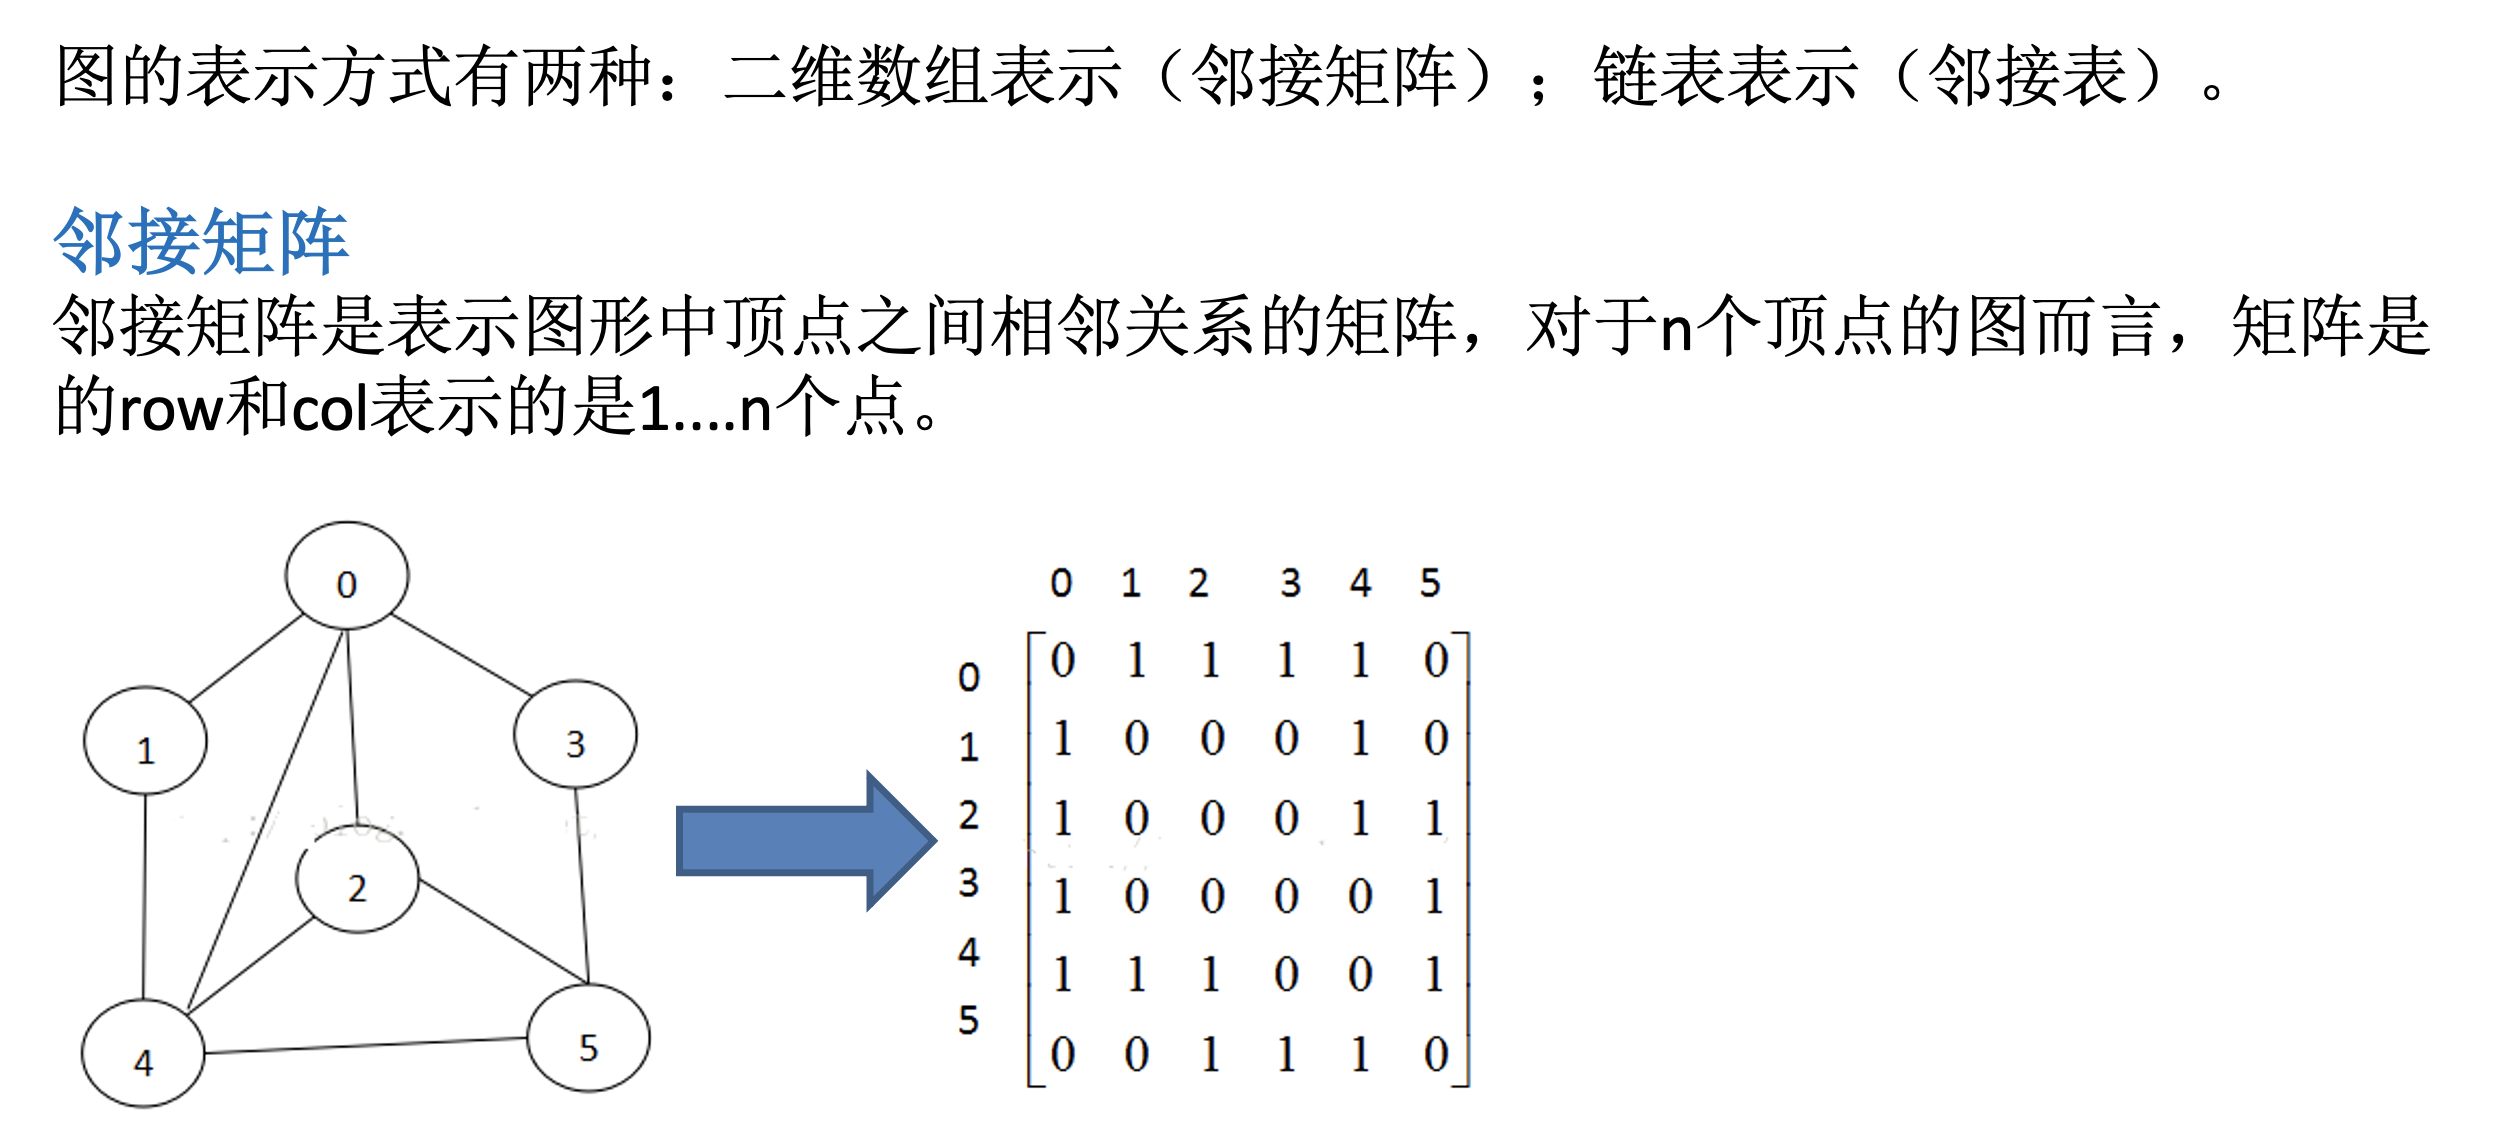 图的表示方式有两种：二维数组表示（邻接矩阵）；链表表示（邻接表）。
邻接矩阵
邻接矩阵是表示图形中顶点之间相邻关系的矩阵，对于n个顶点的图而言，矩阵是
的row和col表示的是1.....n个点。
0
1
3
2
4
5
0 1 2 3 4 5
0 0 1 1 1 1 0
1 1 0 0 0 1 0
2 1 0 0 0 1 1
3 1 0 0 0 0 1
4 1 1 1 0 0 1
5 0 0 1 1 1 0